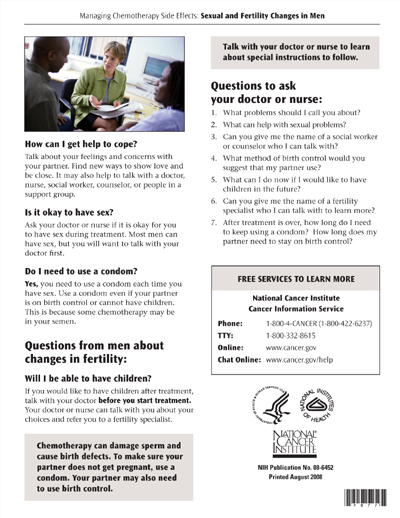 Managing Chemotherapy Side Effects: Sexual and Fertility Changes in Men
How can I get help to cope?
Talk about your feelings and concerns with
your partner. Find new ways to show love and
be close. It may also help to talk with a doctor,
nurse, social worker, counselor, or people in a
support group.
Is it okay to have sex?
Ask your doctor or nurse if it is okay for you
to have sex during treatment. Most men can
have sex, but you will want to talk with your
doctor first.
Do I need to use a condom?
Yes, you need to use a condom each time you
have sex. Use a condom even if your partner
is on birth control or cannot have children.
This is because some chemotherapy may be
in your semen.
Questions from men about
changes in fertility:
Will I be able to have children?
If you would like to have children after treatment,
talk with your doctor before you start treatment.
Your doctor or nurse can talk with you about your
choices and refer you to a fertility specialist.
Chemotherapy can damage sperm and
cause birth defects. To make sure your
partner does not get pregnant, use a
condom. Your partner may also need
to use birth control.
Talk with your doctor or nurse to learn
about special instructions to follow.
Questions to ask
your doctor or nurse:
1. What problems should I call you about?
2. What can help with sexual problems?
3. Can you give me the name of a social worker
or counselor who I can talk with?
4. What method of birth control would you
suggest that my partner use?
5. What can I do now if I would like to have
children in the future?
6. Can you give me the name of a fertility
specialist who I can talk with to learn more?
7. After treatment is over, how long do I need
to keep using a condom? How long does my
partner need to stay on birth control?
FREE SERVICES TO LEARN MORE
National Cancer Institute
Cancer Information Service
Phone: 1-800-4-CANCER (1-800-422-6237)
TTY: 1-800-332-8615
Online: www.cancer.gov
Chat Online: www.cancer.gov/help
NATIONAL INSTITUTES
OF HEALTH
NATIONAL
CANCER
INSTITUTE
NIH Publication No. 08-6452
Printed August 2008